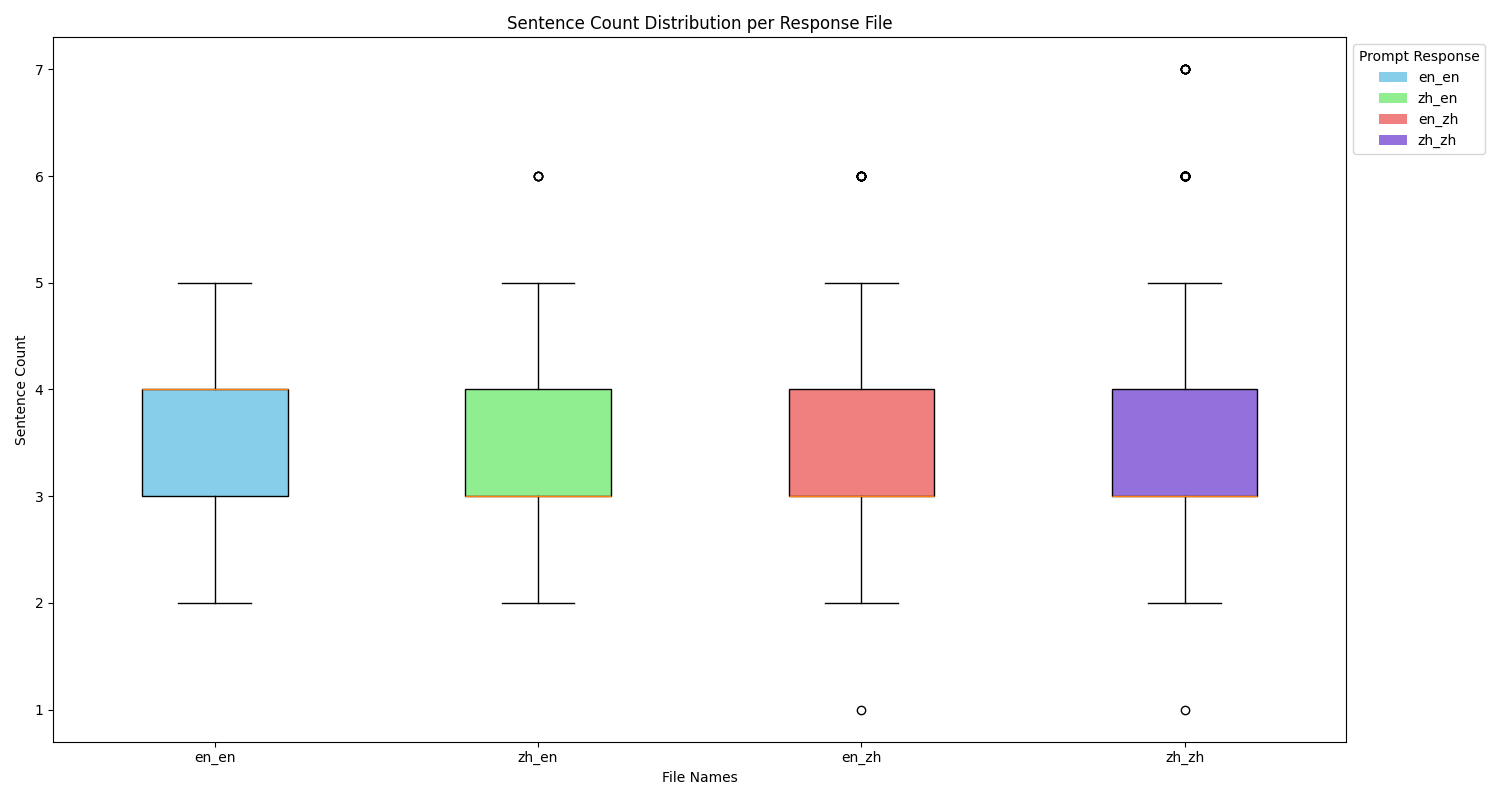 Sentence Count Distribution per Response File
Prompt Response
en_en
zh_en
en_zh
zh_zh
Sentence Count
7
6
5
4
3
2
1
en_en
zh_en
en_zh
zh_zh
File Names